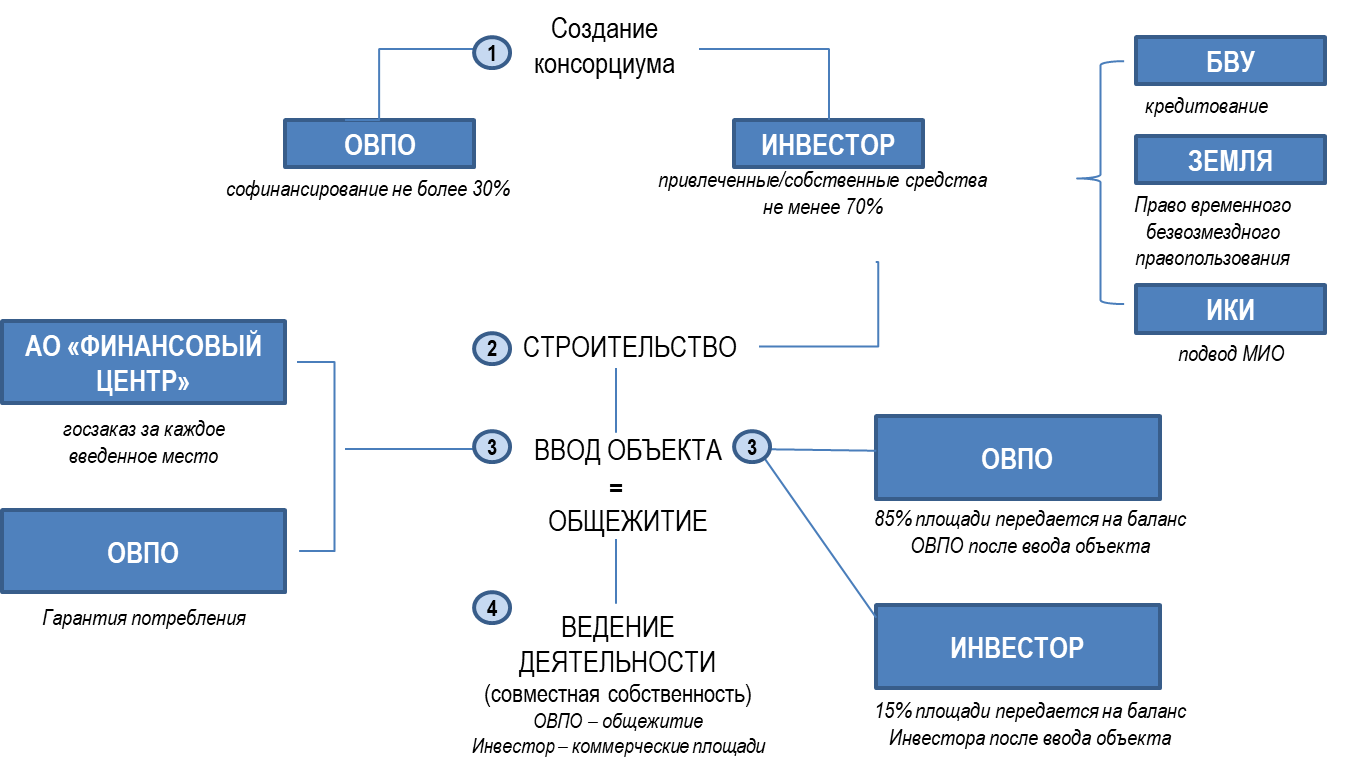 1
Создание
консорциума
ОВПО
софинансирование не более 30%
ИНВЕСТОР
привлеченные/собственные средства
не менее 70%
БВУ
кредитование
ЗЕМЛЯ
Право временного
безвозмездного
правопользования
ИКИ
подвод МИО
2
СТРОИТЕЛЬСТВО
АО «ФИНАНСОВЫЙ
ЦЕНТР»
госзаказ за каждое
введенное место
ОВПО
Гарантия потребления
3
ВВОД ОБЪЕКТА
=
ОБЩЕЖИТИЕ
3
ОВПО
85% площади передается на баланс
ОВПО после ввода объекта
ИНВЕСТОР
15% площади передается на баланс
Инвестора после ввода объекта
4
ВЕДЕНИЕ
ДЕЯТЕЛЬНОСТИ
(совместная собственность)
ОВПО – общежитие
Инвестор – коммерческие площади